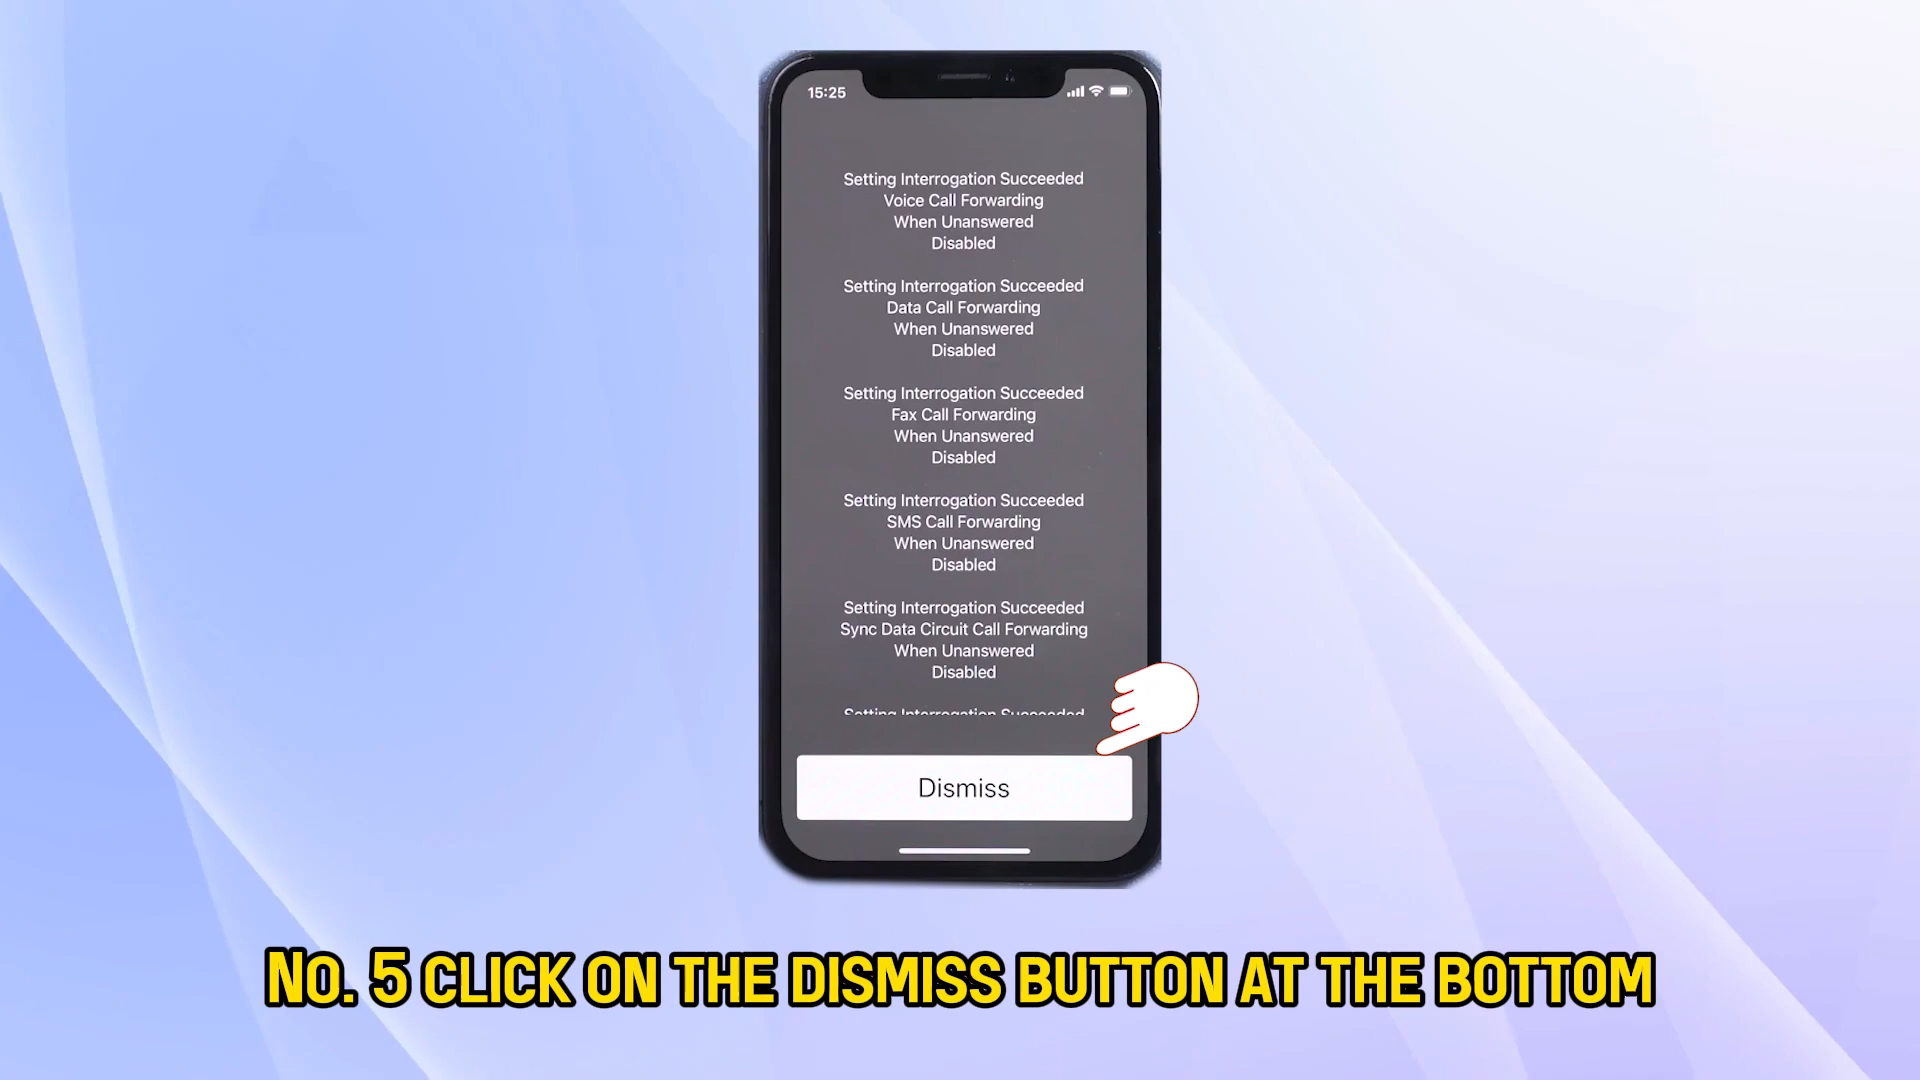 15:25
Setting Interrogation Succeeded
Voice Call Forwarding
When Unanswered
Disabled
Setting Interrogation Succeeded
Data Call Forwarding
When Unanswered
Disabled
Setting Interrogation Succeeded
Fax Call Forwarding
When Unanswered
Disabled
Setting Interrogation Succeeded
SMS Call Forwarding
When Unanswered
Disabled
Setting Interrogation Succeeded
Sync Data Circuit Call Forwarding
When Unanswered
Disabled
Setting Interrogation Succeeded
Dismiss
No. 5 CLICK ON THE DISMISS BUTTON AT THE BOTTOM